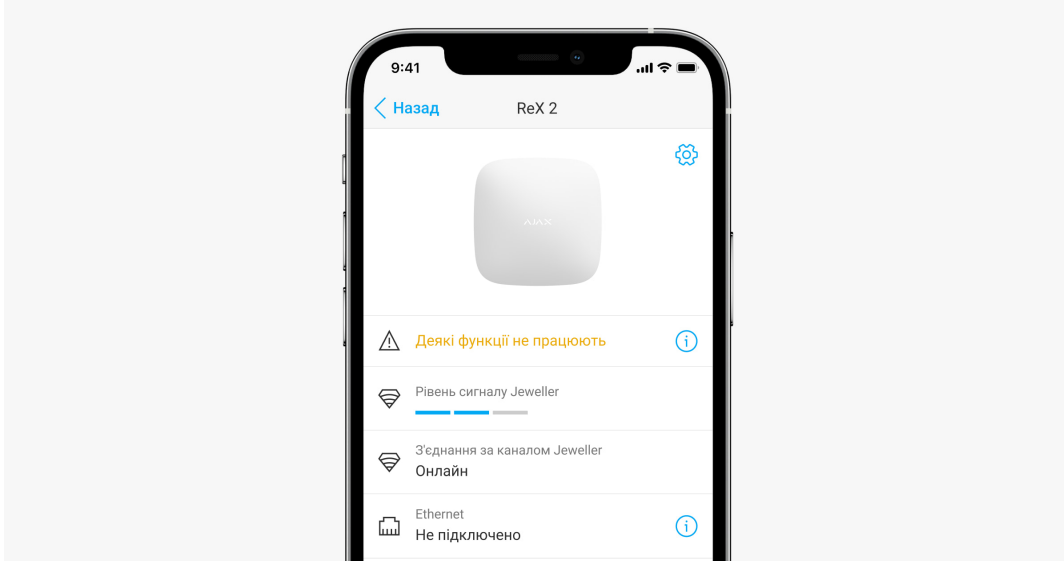 9:41
Назад
ReX 2
AJAX
Деякі функції не працюють
Рівень сигналу Jeweller
З'єднання за каналом Jeweller
Онлайн
Ethernet
Не підключено